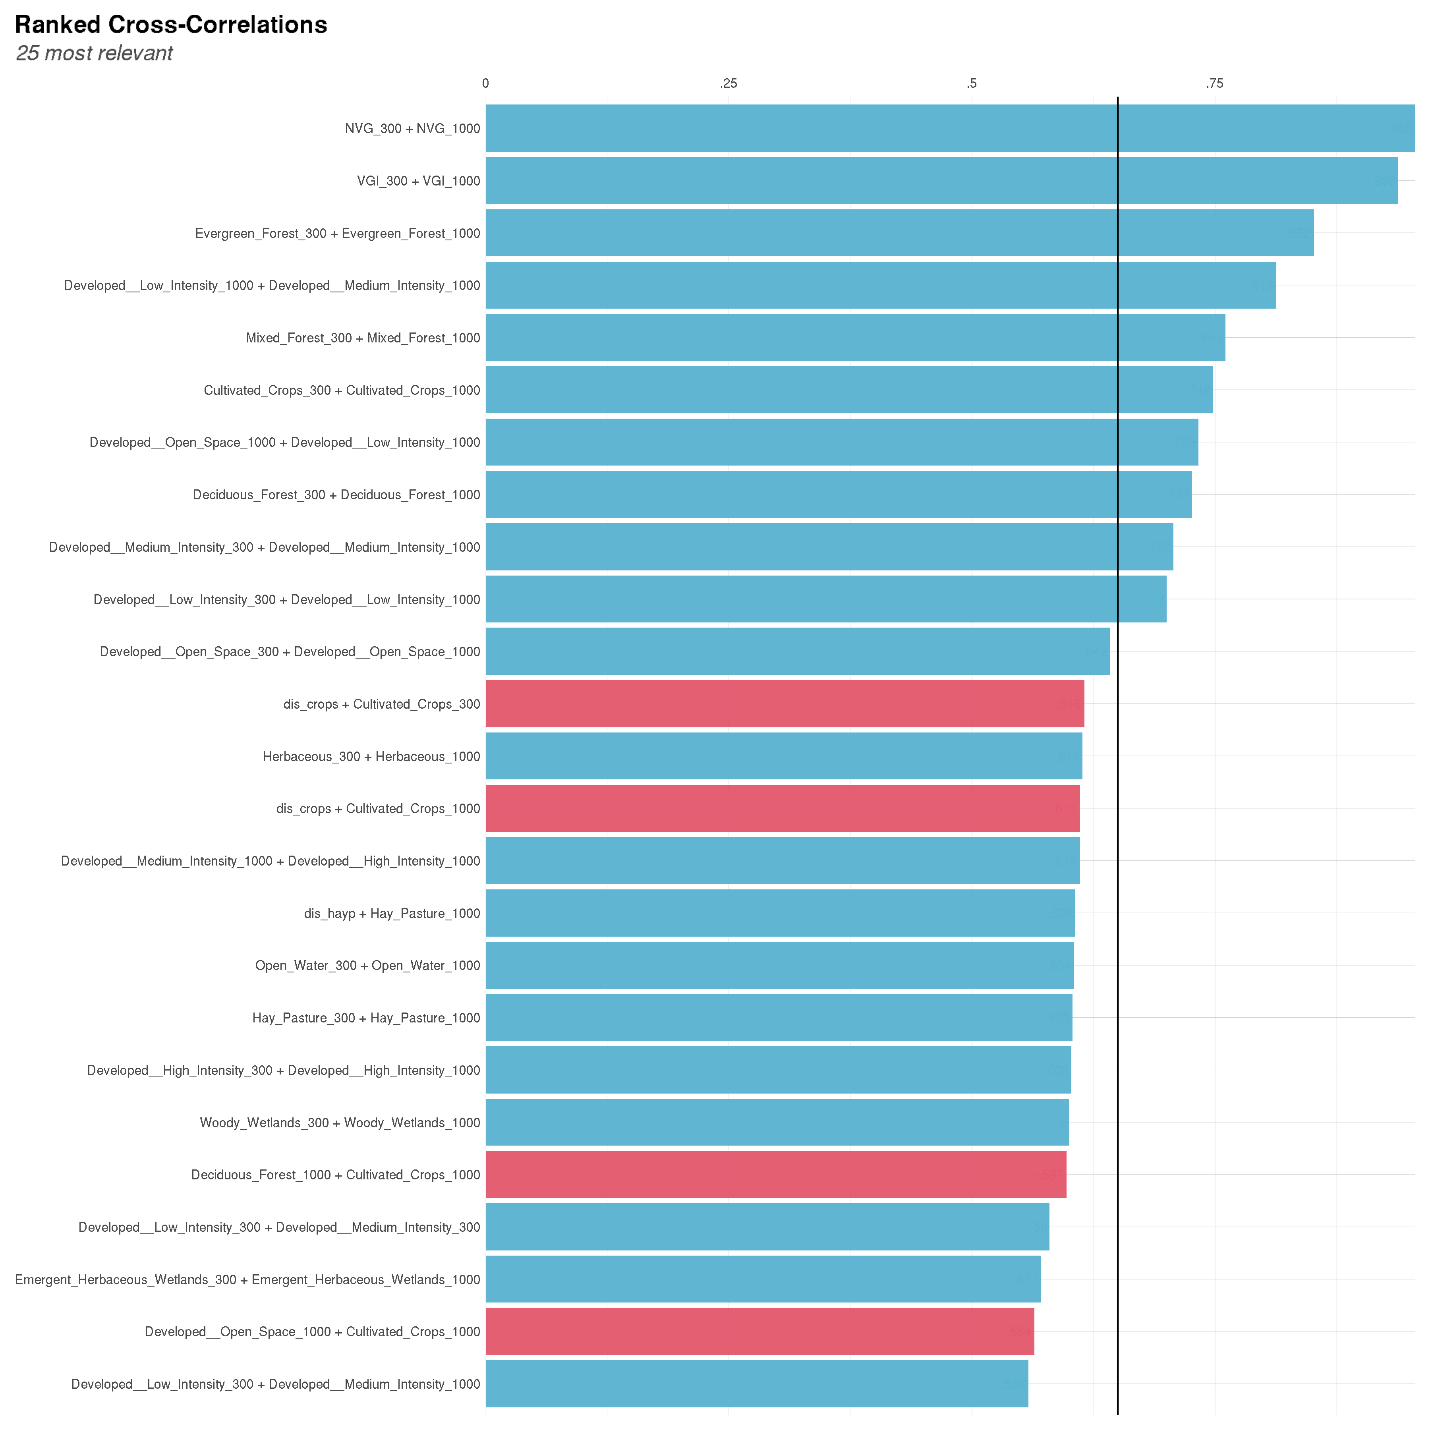 Ranked Cross-Correlations
25 most relevant
0 .25 .5 .75
NVG_300 + NVG_1000
VGI_300 + VGI_1000
Evergreen_Forest_300 + Evergreen_Forest_1000
Developed__Low_Intensity_1000 + Developed__Medium_Intensity_1000
Mixed_Forest_300 + Mixed_Forest_1000
Cultivated_Crops_300 + Cultivated_Crops_1000
Developed__Open_Space_1000 + Developed__Low_Intensity_1000
Deciduous_Forest_300 + Deciduous_Forest_1000
Developed__Medium_Intensity_300 + Developed__Medium_Intensity_1000
Developed__Low_Intensity_300 + Developed__Low_Intensity_1000
Developed__Open_Space_300 + Developed__Open_Space_1000
dis_crops + Cultivated_Crops_300
Herbaceous_300 + Herbaceous_1000
dis_crops + Cultivated_Crops_1000
Developed__Medium_Intensity_1000 + Developed__High_Intensity_1000
dis_hayp + Hay_Pasture_1000
Open_Water_300 + Open_Water_1000
Hay_Pasture_300 + Hay_Pasture_1000
Developed__High_Intensity_300 + Developed__High_Intensity_1000
Woody_Wetlands_300 + Woody_Wetlands_1000
Deciduous_Forest_1000 + Cultivated_Crops_1000
Developed__Low_Intensity_300 + Developed__Medium_Intensity_300
Emergent_Herbaceous_Wetlands_300 + Emergent_Herbaceous_Wetlands_1000
Developed__Open_Space_1000 + Cultivated_Crops_1000
Developed__Low_Intensity_300 + Developed__Medium_Intensity_1000